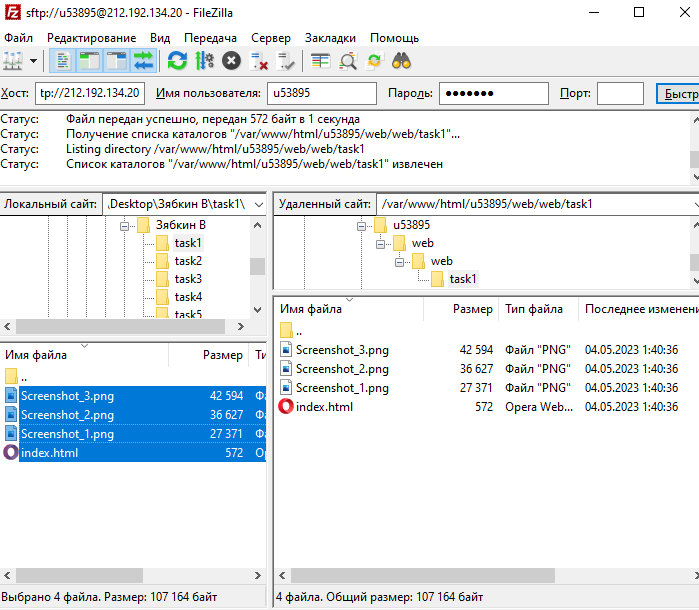 sftp://u53895@212.192.134.20 - FileZilla
Файл Редактирование Вид Передача Сервер Закладки Помощь
Хост: tp://212.192.134.20 Имя пользователя: u53895 Пароль: ●●●●●●● Порт: Быстр
Статус: Файл передан успешно, передан 572 байт в 1 секунда
Статус: Получение списка каталогов "/var/www/html/u53895/web/web/task1"...
Статус: Listing directory /var/www/html/u53895/web/web/task1
Статус: Список каталогов "/var/www/html/u53895/web/web/task1" извлечен
Локальный сайт: \Desktop\Зябкин В\task1\
Зябкин В
task1
task2
task3
task4
task5
Имя файла Размер Ти
..
Screenshot_3.png 42 594 Фа
Screenshot_2.png 36 627 Фа
Screenshot_1.png 27 371 Фа
index.html 572 Op
Выбрано 4 файла. Размер: 107 164 байт
Удаленный сайт: /var/www/html/u53895/web/web/task1
u53895
web
web
task1
Имя файла Размер Тип файла Последнее изменени
..
Screenshot_3.png 42 594 Файл "PNG" 04.05.2023 1:40:36
Screenshot_2.png 36 627 Файл "PNG" 04.05.2023 1:40:36
Screenshot_1.png 27 371 Файл "PNG" 04.05.2023 1:40:36
index.html 572 Opera Web... 04.05.2023 1:40:36
4 файла. Общий размер: 107 164 байт